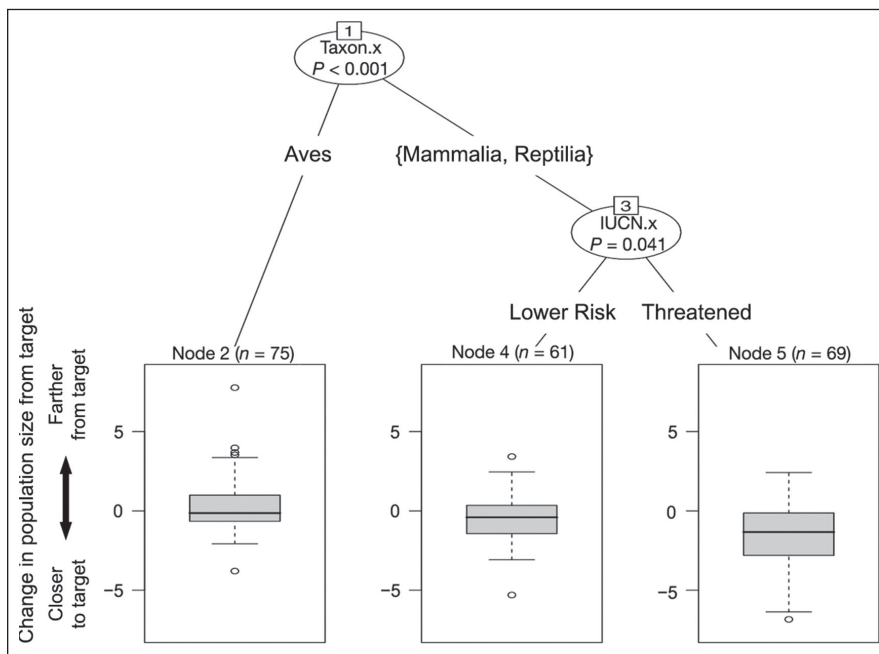 1
Taxon.x
P < 0.001
Aves
{Mammalia, Reptilia}
3
IUCN.x
P = 0.041
Lower Risk
Threatened
Change in population size from target
Farther
from target
Closer
to target
Node 2 (n = 75)
5
0
−5
Node 4 (n = 61)
5
0
−5
Node 5 (n = 69)
5
0
−5